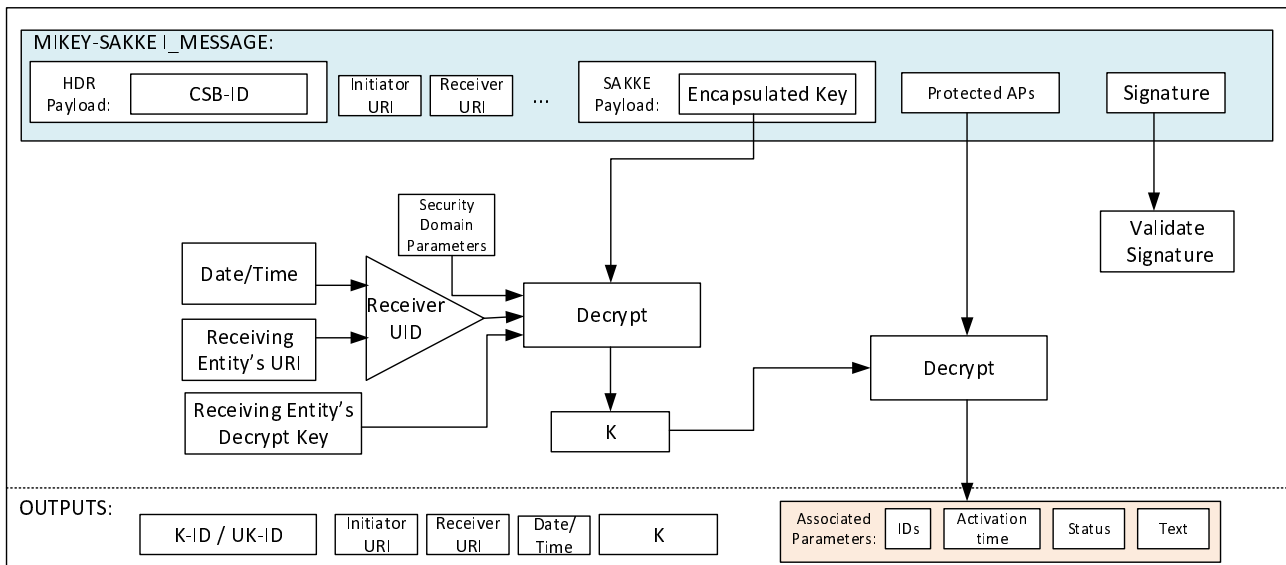 MIKEY-SAKKE I_MESSAGE:
HDR
Payload:
CSB-ID
Initiator
URI
Receiver
URI
...
SAKKE
Payload:
Encapsulated Key
Protected APs
Signature
Security
Domain
Parameters
Validate
Signature
Date/Time
Receiver
UID
Decrypt
Receiving
Entity’s URI
Decrypt
Receiving Entity’s
Decrypt Key
K
OUTPUTS:
K-ID / UK-ID
Initiator
URI
Receiver
URI
Date/
Time
K
Associated
Parameters:
IDs
Activation
time
Status
Text